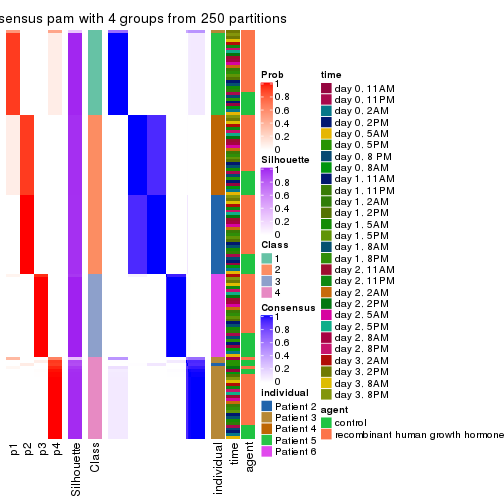 sensus pam with 4 groups from 250 partitions
p1
p2
p3
p4
Silhouette
Class
individual
time
agent
Prob
1
0.8
0.6
0.4
0.2
0
Silhouette
1
0.8
0.6
0.4
0.2
0
Class
1
2
3
4
Consensus
1
0.8
0.6
0.4
0.2
0
individual
Patient 2
Patient 3
Patient 4
Patient 5
Patient 6
time
day 0. 11AM
day 0. 11PM
day 0. 2AM
day 0. 2PM
day 0. 5AM
day 0. 5PM
day 0. 8 PM
day 0. 8AM
day 1. 11AM
day 1. 11PM
day 1. 2AM
day 1. 2PM
day 1. 5AM
day 1. 5PM
day 1. 8AM
day 1. 8PM
day 2. 11AM
day 2. 11PM
day 2. 2AM
day 2. 2PM
day 2. 5AM
day 2. 5PM
day 2. 8AM
day 2. 8PM
day 3. 2AM
day 3. 2PM
day 3. 8AM
day 3. 8PM
agent
control
recombinant human growth hormone